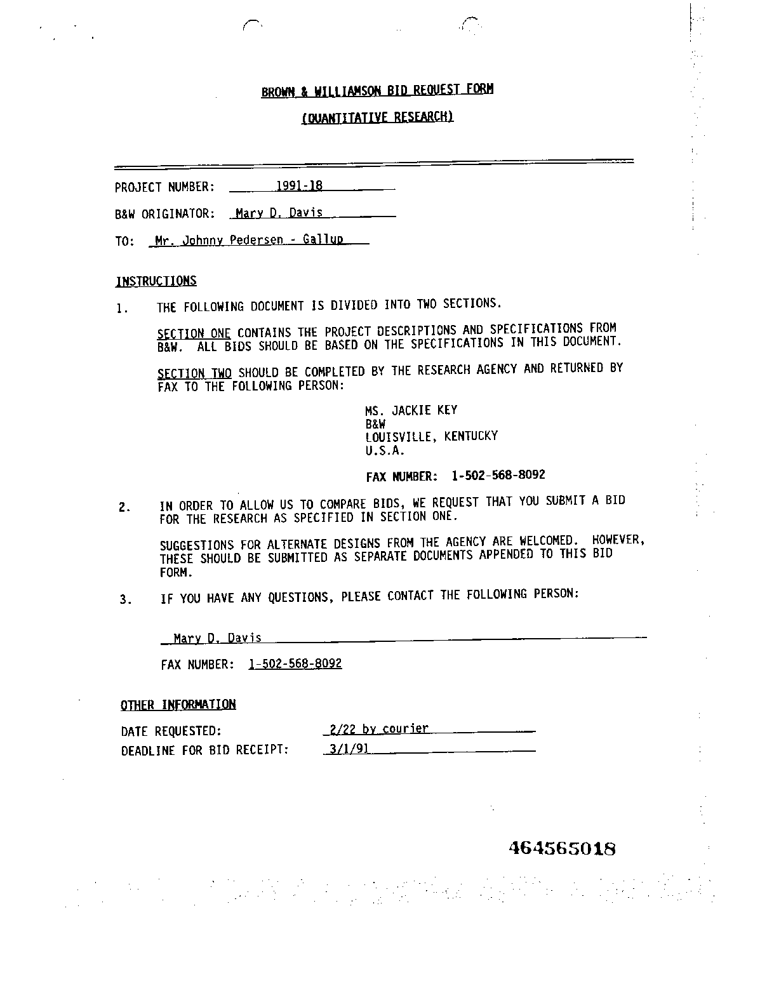 BROWN & WILLIAMSON BID REQUEST FORM
(QUANTITATIVE RESEARCH)
PROJECT NUMBER: 1991-18
B&W ORIGINATOR: Mary D. Davis
TO: Mr. Johnny Pedersen - Gallup
INSTRUCTIONS
1. THE FOLLOWING DOCUMENT IS DIVIDED INTO TWO SECTIONS.
SECTION ONE CONTAINS THE PROJECT DESCRIPTIONS AND SPECIFICATIONS FROM
B&W. ALL BIDS SHOULD BE BASED ON THE SPECIFICATIONS IN THIS DOCUMENT.
SECTION TWO SHOULD BE COMPLETED BY THE RESEARCH AGENCY AND RETURNED BY
FAX TO THE FOLLOWING PERSON:
MS. JACKIE KEY
B&W
LOUISVILLE, KENTUCKY
U.S.A.
FAX NUMBER: 1-502-568-8092
2. IN ORDER TO ALLOW US TO COMPARE BIDS, WE REQUEST THAT YOU SUBMIT A BID
FOR THE RESEARCH AS SPECIFIED IN SECTION ONE.
SUGGESTIONS FOR ALTERNATE DESIGNS FROM THE AGENCY ARE WELCOMED. HOWEVER,
THESE SHOULD BE SUBMITTED AS SEPARATE DOCUMENTS APPENDED TO THIS BID
FORM.
3. IF YOU HAVE ANY QUESTIONS, PLEASE CONTACT THE FOLLOWING PERSON:
Mary D. Davis
FAX NUMBER: 1-502-568-8092
OTHER INFORMATION
DATE REQUESTED: 2/22 by courier
DEADLINE FOR BID RECEIPT: 3/1/91
464565018